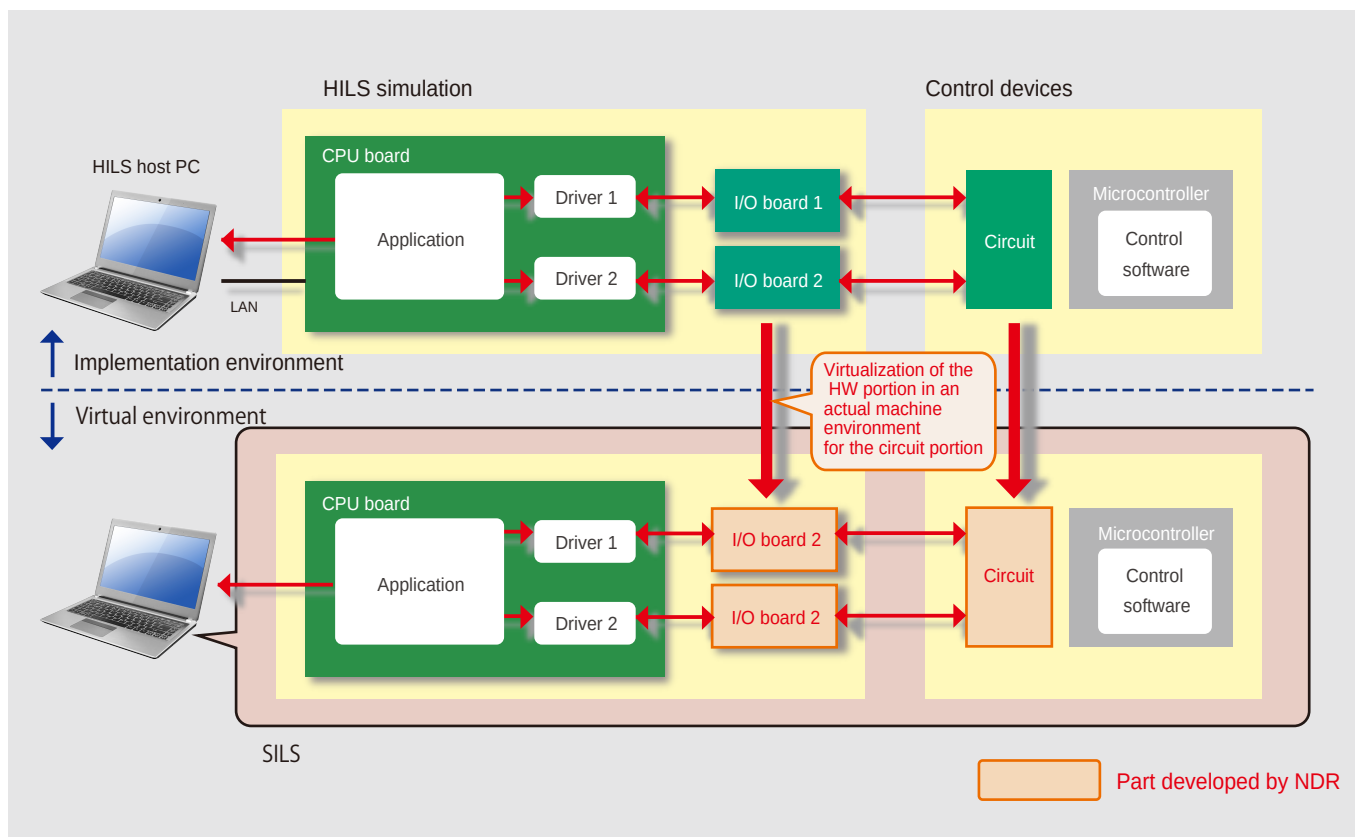 HILS simulation
Control devices
HILS host PC
CPU board
Application
Driver 1
Driver 2
I/O board 1
I/O board 2
Circuit
Microcontroller
Control
software
LAN
Implementation environment
Virtual environment
Virtualization of the
HW portion in an
actual machine
environment
for the circuit portion
CPU board
Application
Driver 1
Driver 2
I/O board 2
I/O board 2
Circuit
Microcontroller
Control
software
SILS
Part developed by NDR